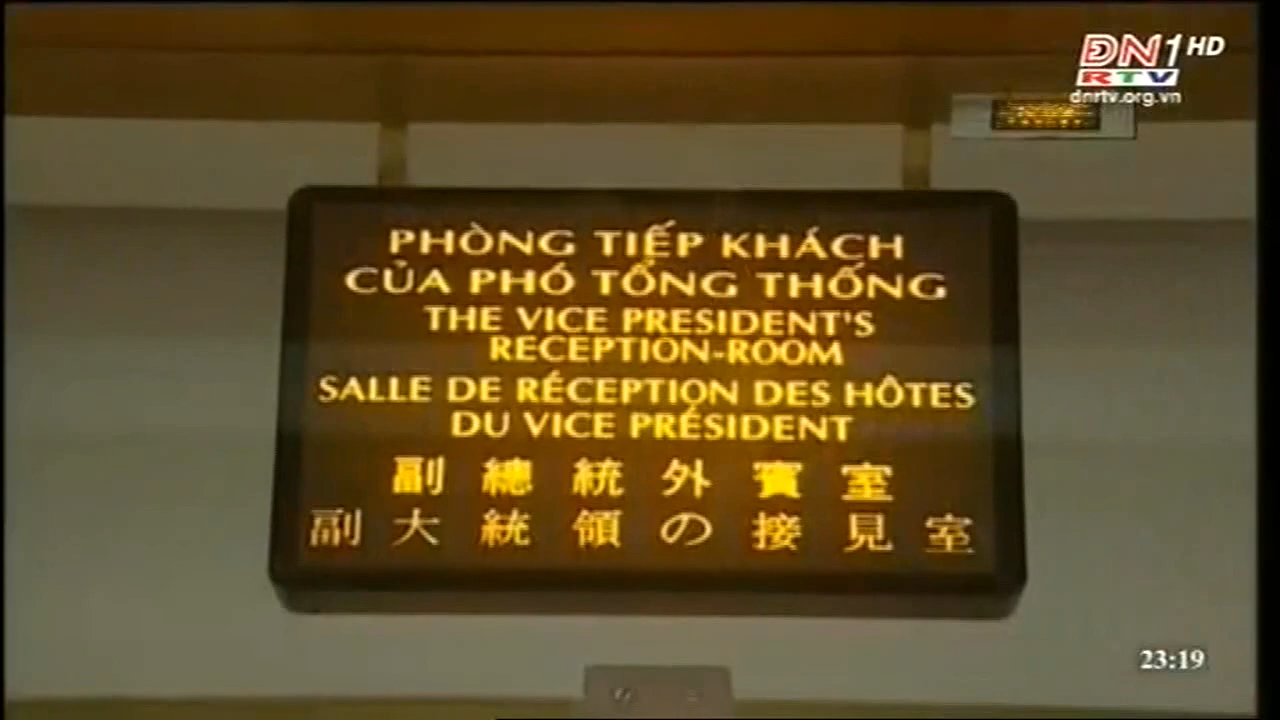 ĐN1 HD
RTV
dnrtv.org.vn
PHÒNG TIẾP KHÁCH
CỦA PHÓ TỔNG THỐNG
THE VICE PRESIDENT'S
RECEPTION-ROOM
SALLE DE RÉCEPTION DES HÔTES
DU VICE PRÉSIDENT
副總統外賓室
副大統領の接見室
23:19